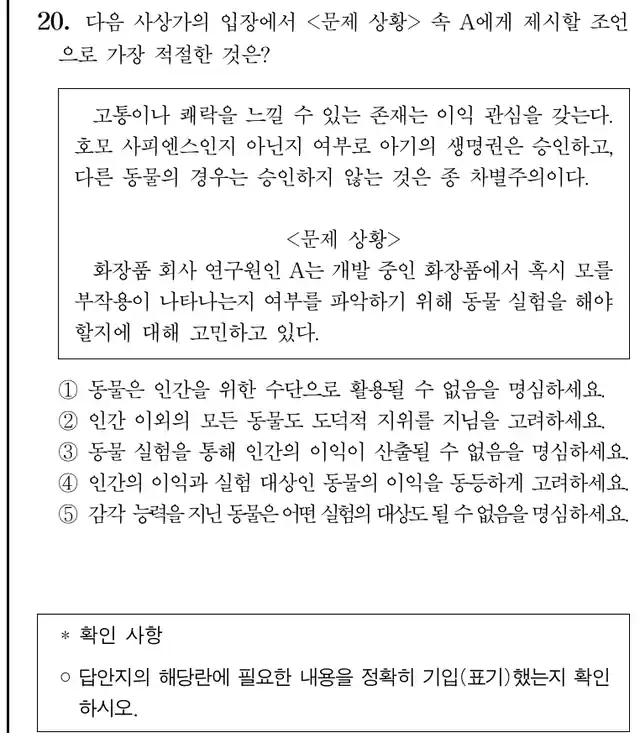 20. 다음 사상가의 입장에서 <문제 상황> 속 A에게 제시할 조언
으로 가장 적절한 것은?
고통이나 쾌락을 느낄 수 있는 존재는 이익 관심을 갖는다.
호모 사피엔스인지 아닌지 여부로 아기의 생명권은 승인하고,
다른 동물의 경우는 승인하지 않는 것은 종 차별주의이다.
<문제 상황>
화장품 회사 연구원인 A는 개발 중인 화장품에서 혹시 모를
부작용이 나타나는지 여부를 파악하기 위해 동물 실험을 해야
할지에 대해 고민하고 있다.
① 동물은 인간을 위한 수단으로 활용될 수 없음을 명심하세요.
② 인간 이외의 모든 동물도 도덕적 지위를 지님을 고려하세요.
③ 동물 실험을 통해 인간의 이익이 산출될 수 없음을 명심하세요.
④ 인간의 이익과 실험 대상인 동물의 이익을 동등하게 고려하세요.
⑤ 감각 능력을 지닌 동물은 어떤 실험의 대상도 될 수 없음을 명심하세요.
* 확인 사항
○ 답안지의 해당란에 필요한 내용을 정확히 기입(표기)했는지 확인
하시오.